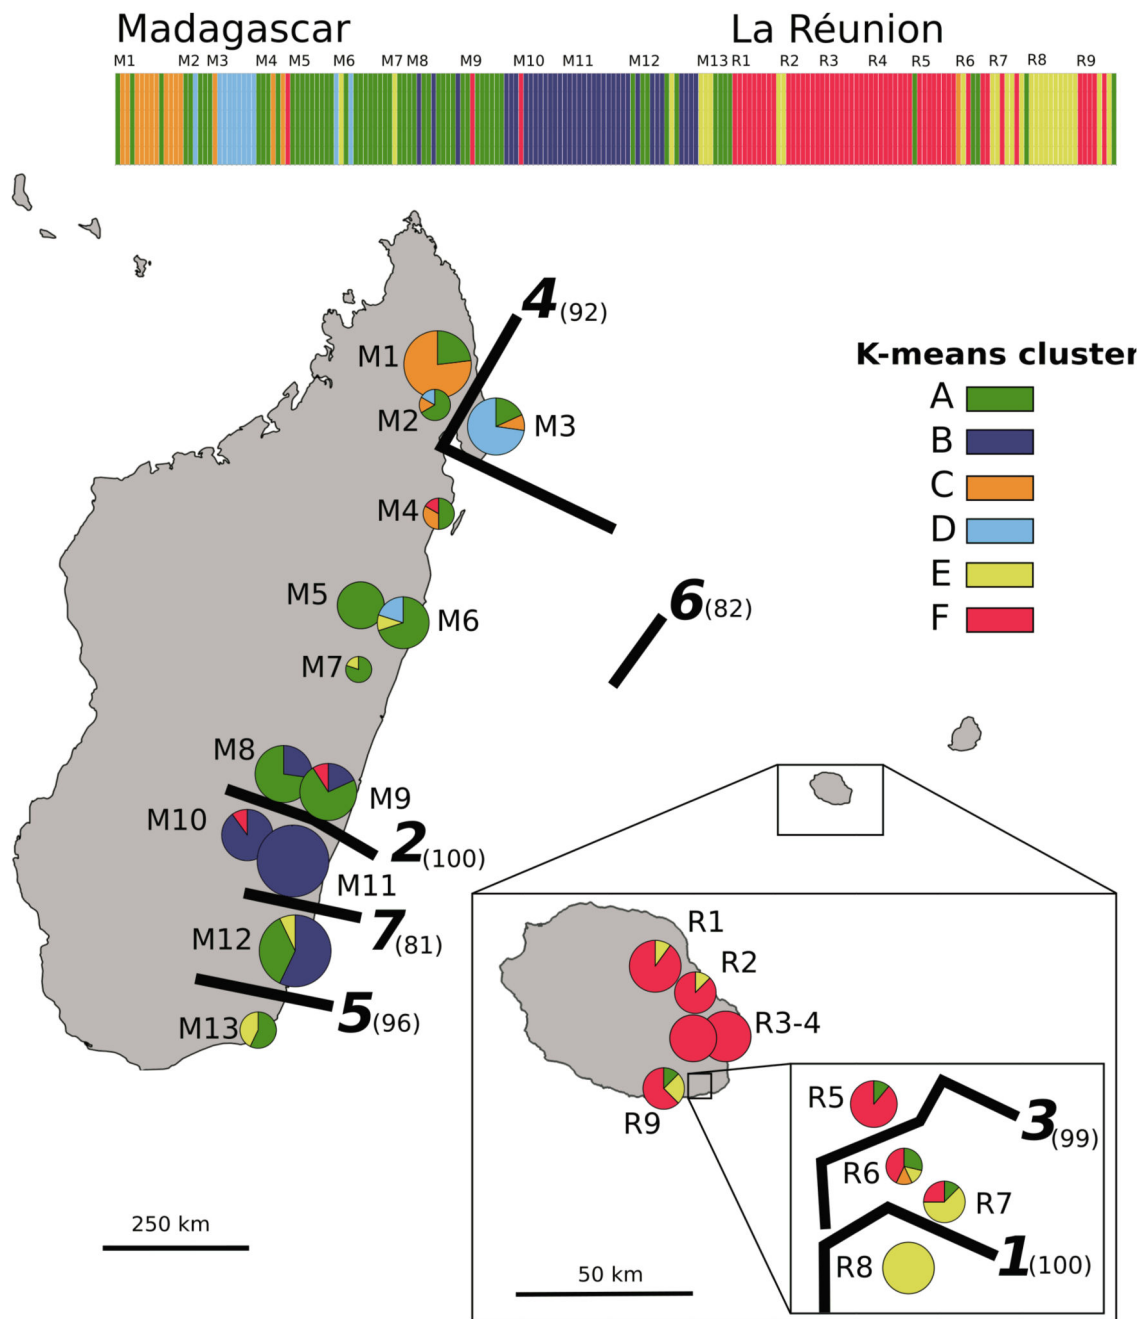 Madagascar
La Réunion
M1 M2 M3 M4 M5 M6 M7 M8 M9 M10 M11 M12 M13 R1 R2 R3 R4 R5 R6 R7 R8 R9
4(92)
M1
K-means cluster
A
M2
M3
B
C
M4
D
E
M5
6(82)
F
M6
M7
M8
M9
M10
2(100)
M11
7(81)
M12
R1
R2
5(96)
M13
R3-4
R5
3(99)
R9
R6
R7
250 km
1(100)
R8
50 km